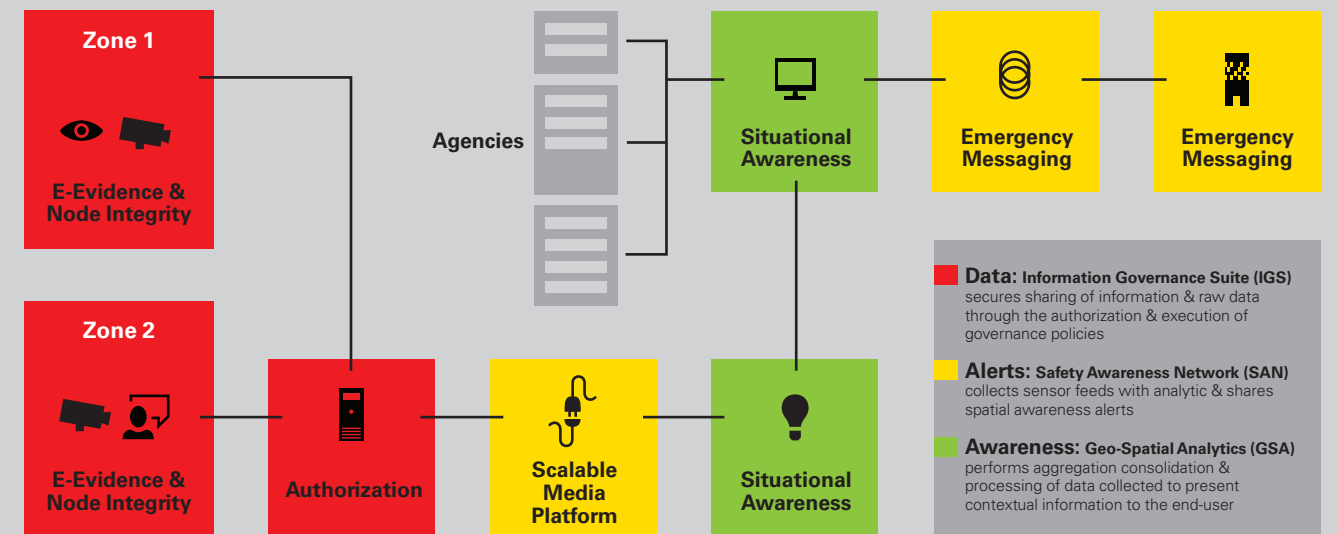 Zone 1
E-Evidence &
Node Integrity
Agencies
Situational
Awareness
Emergency
Messaging
Emergency
Messaging
Zone 2
E-Evidence &
Node Integrity
Authorization
Scalable
Media
Platform
Situational
Awareness
Data: Information Governance Suite (IGS)
secures sharing of information & raw data
through the authorization & execution of
governance policies
Alerts: Safety Awareness Network (SAN)
collects sensor feeds with analytic & shares
spatial awareness alerts
Awareness: Geo-Spatial Analytics (GSA)
performs aggregation consolidation &
processing of data collected to present
contextual information to the end-user